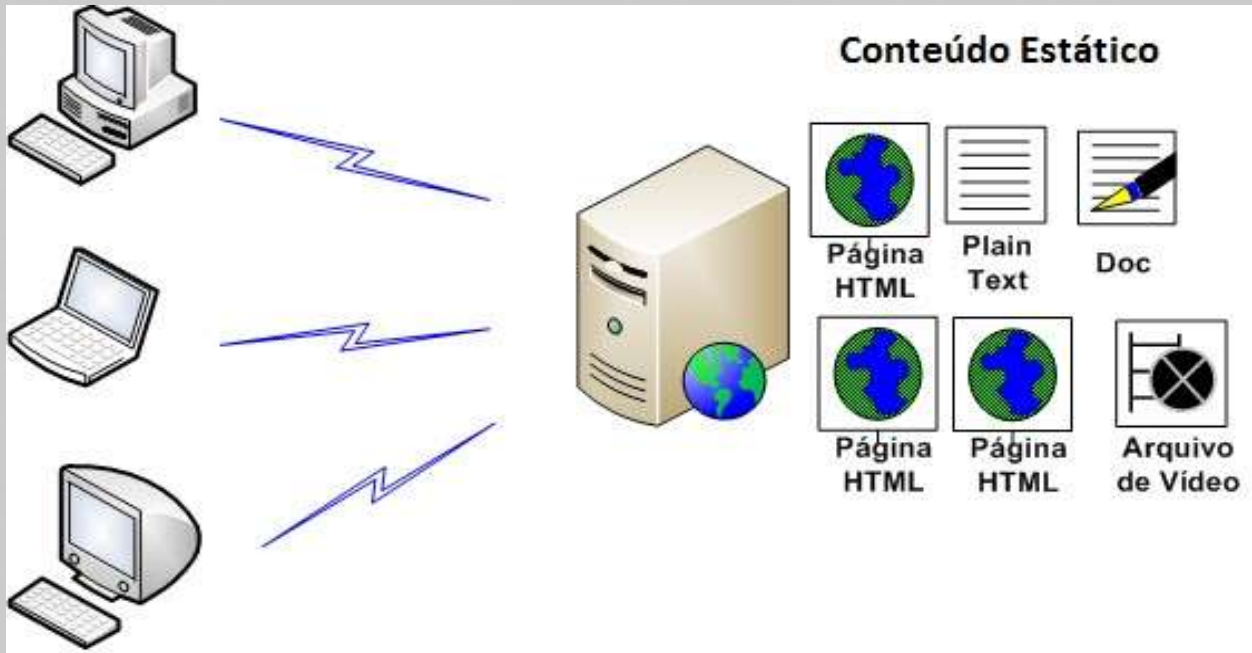 Conteúdo Estático
Página
HTML
Plain
Text
Doc
Página
HTML
Página
HTML
Arquivo
de Vídeo